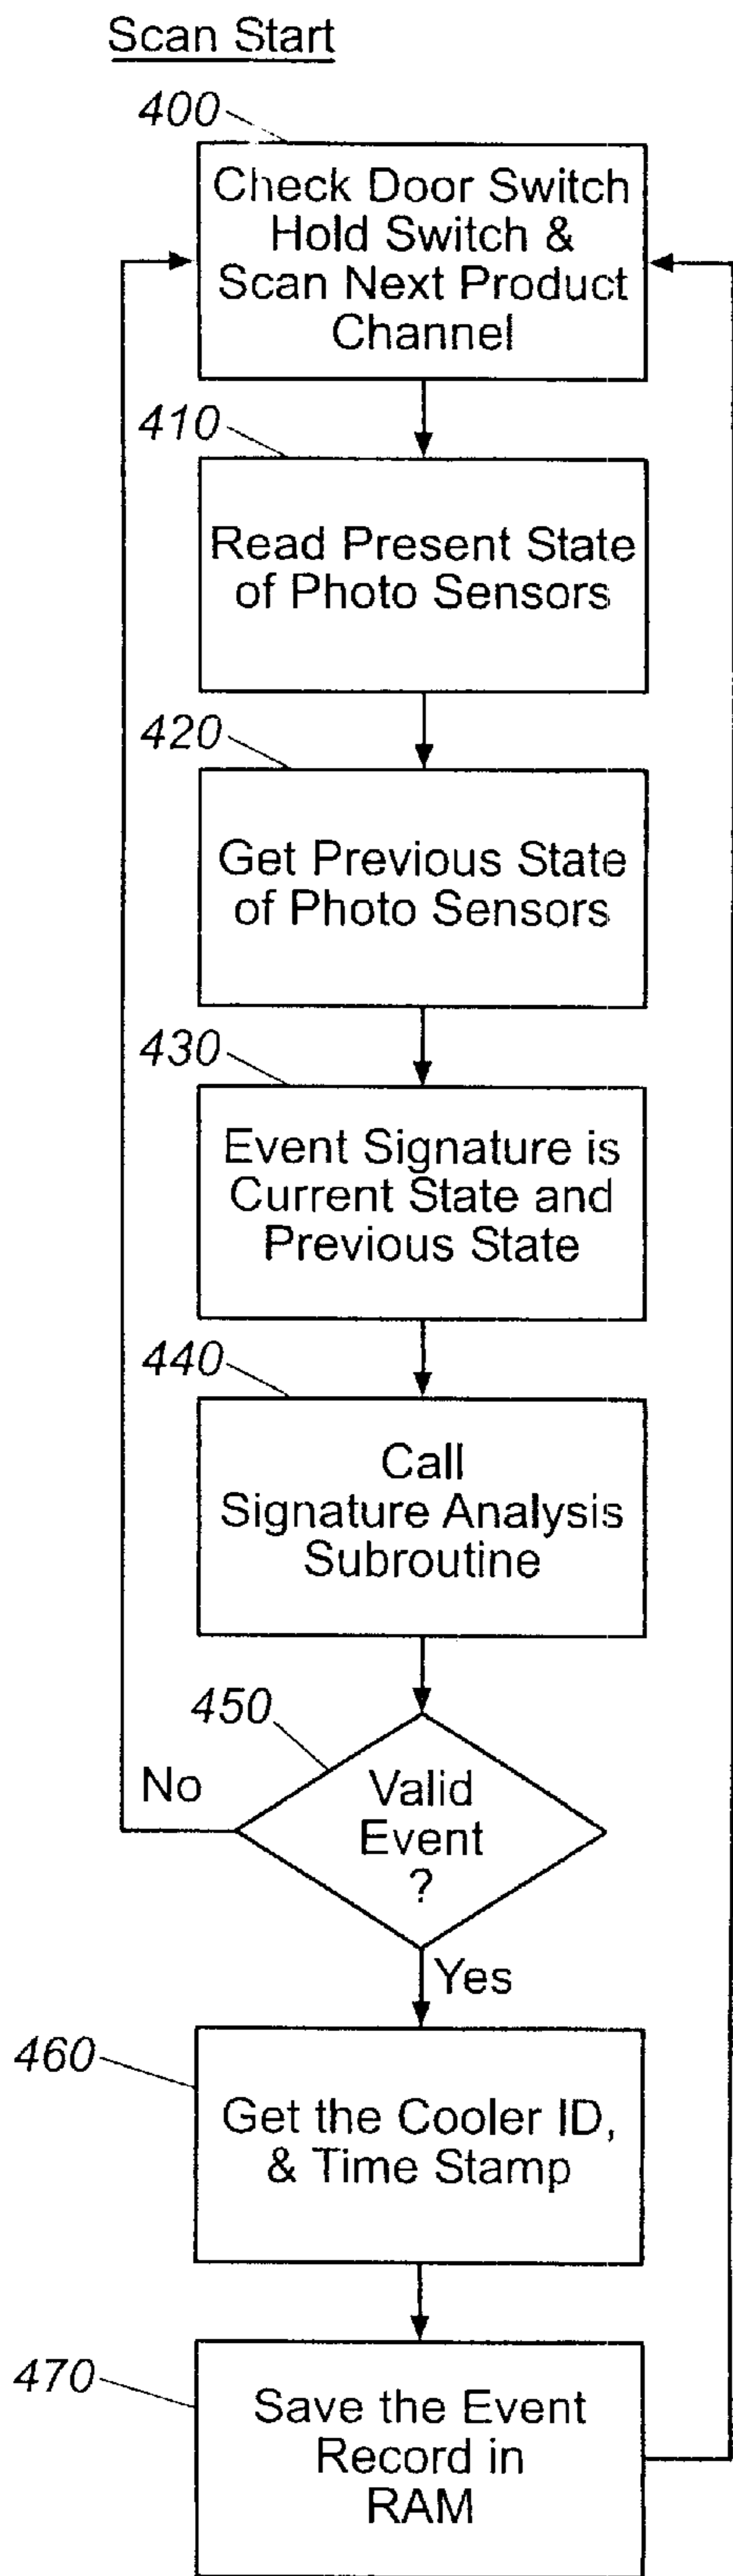 Scan Start
400
Check Door Switch
Hold Switch &
Scan Next Product
Channel
410
Read Present State
of Photo Sensors
420
Get Previous State
of Photo Sensors
430
Event Signature is
Current State and
Previous State
440
Call
Signature Analysis
Subroutine
450
No
Valid
Event
?
Yes
460
Get the Cooler ID,
& Time Stamp
470
Save the Event
Record in
RAM